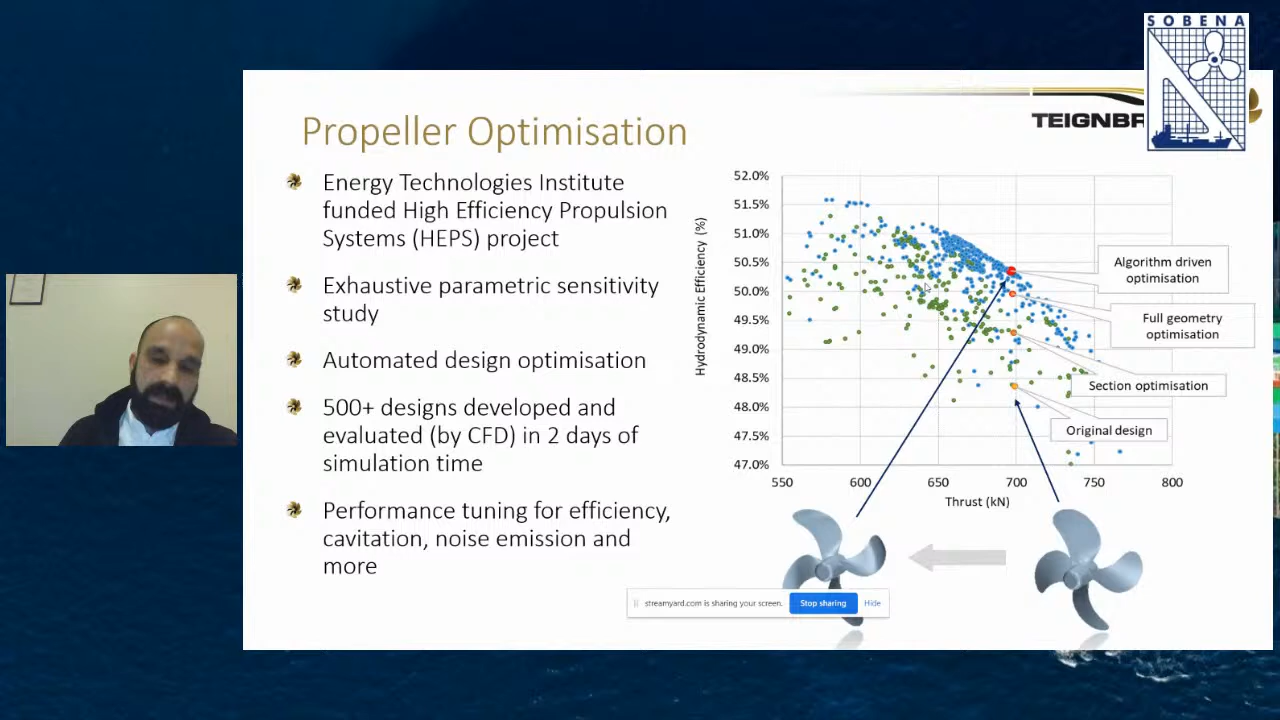 SOBENA
TEIGNBR
Propeller Optimisation
Energy Technologies Institute
funded High Efficiency Propulsion
Systems (HEPS) project
Exhaustive parametric sensitivity
study
Automated design optimisation
500+ designs developed and
evaluated (by CFD) in 2 days of
simulation time
Performance tuning for efficiency,
cavitation, noise emission and
more
Hydrodynamic Efficiency (%)
52.0%
51.5%
51.0%
50.5%
50.0%
49.5%
49.0%
48.5%
48.0%
47.5%
47.0%
550 600 650 700 750 800
Thrust (kN)
Algorithm driven
optimisation
Full geometry
optimisation
Section optimisation
Original design
streamyard.com is sharing your screen. Stop sharing Hide